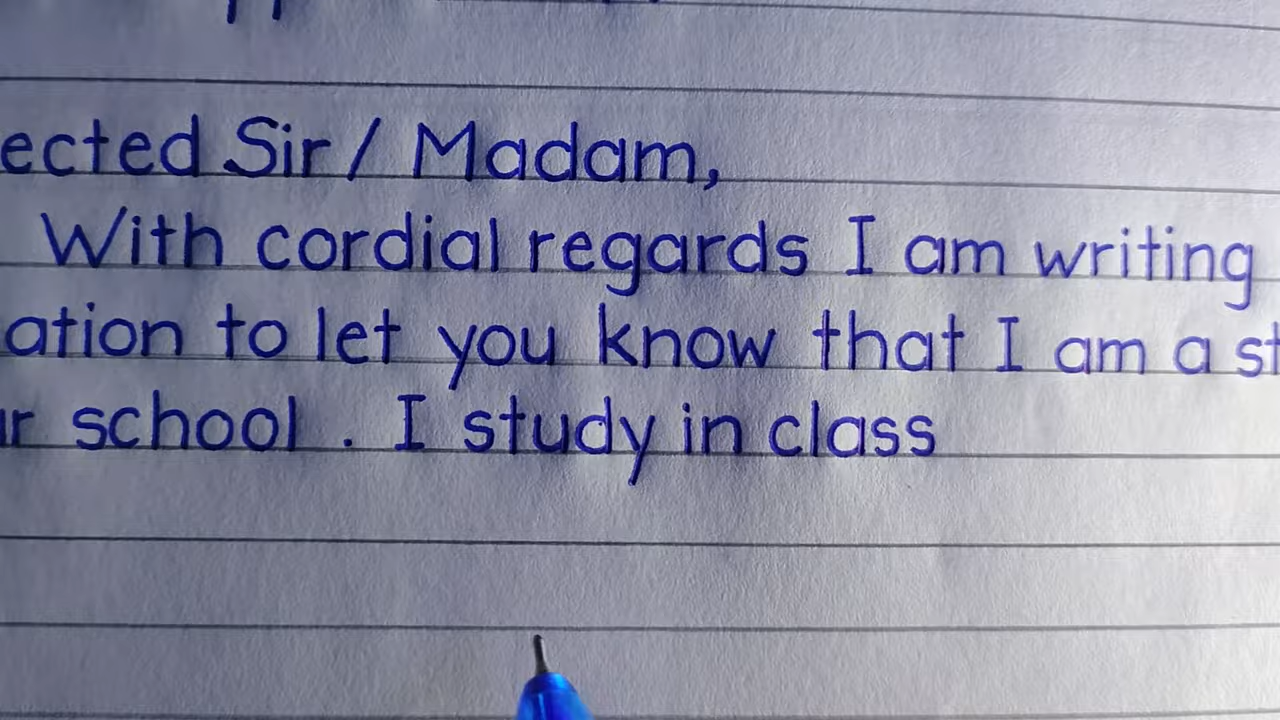 ected Sir/ Madam,
With cordial regards I am writing
ation to let you know that I am a st
r school . I study in class